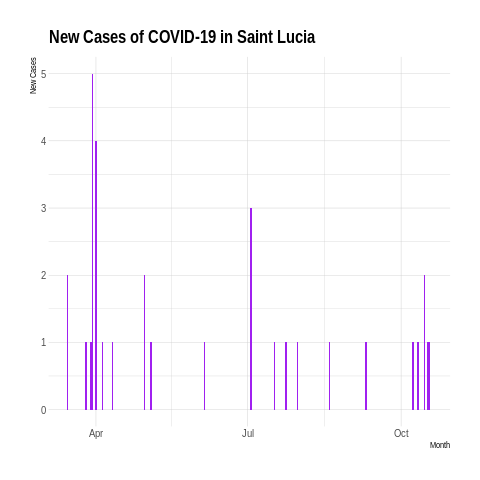 New Cases of COVID-19 in Saint Lucia
New Cases
5
4
3
2
1
0
Apr
Jul
Oct
Month